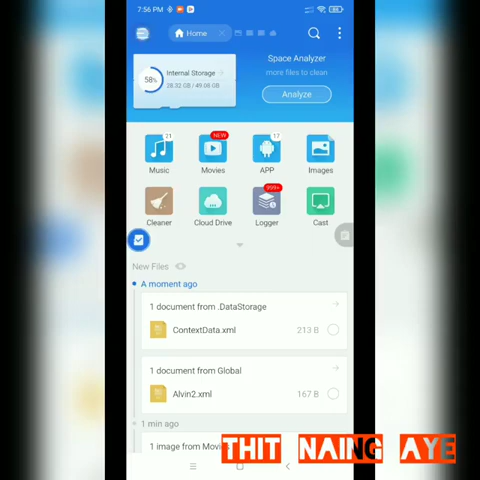 7:56 PM
Home
Space Analyzer
58%
Internal Storage
more files to clean
28.32 GB / 49.08 GB
Analyze
21
NEW
17
Music
Movies
APP
Images
999+
Cleaner
Cloud Drive
Logger
Cast
New Files
A moment ago
1 document from .DataStorage
ContextData.xml
213 B
1 document from Global
Alvin2.xml
167 B
1 min ago
1 image from Movi
THIT NAING AYE